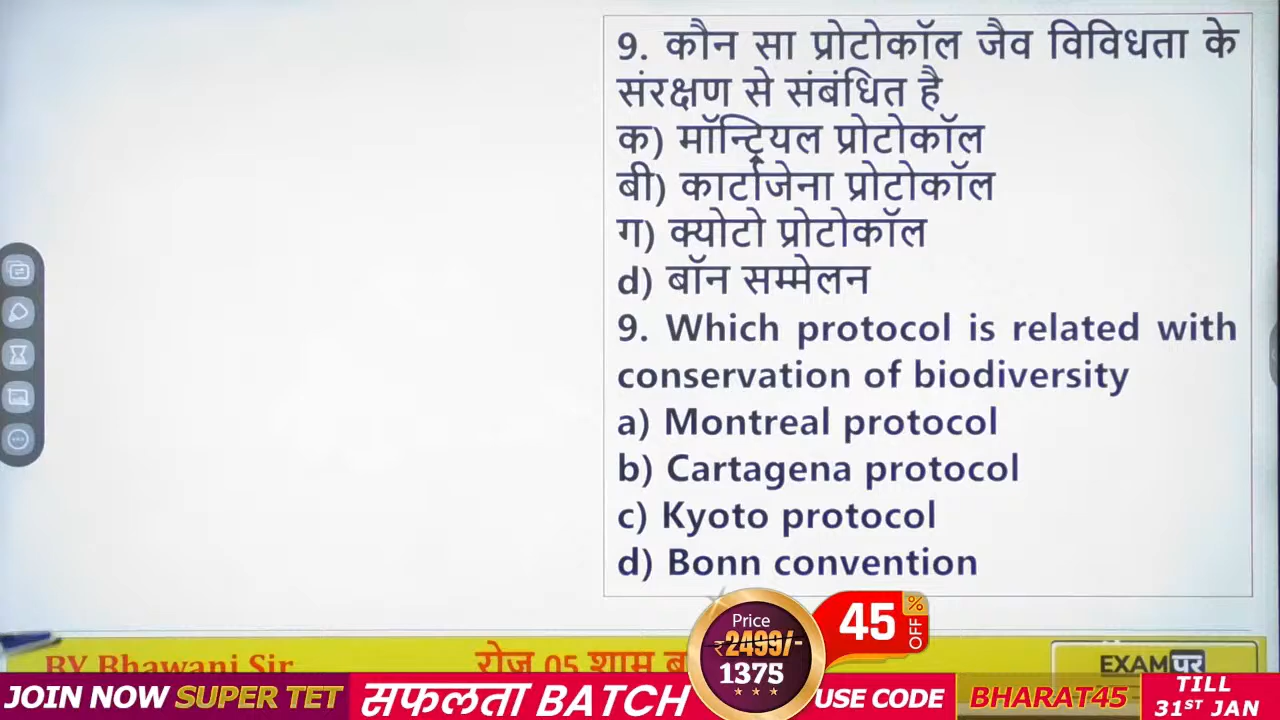 9. कौन सा प्रोटोकॉल जैव विविधता के
संरक्षण से संबंधित है
क) मॉन्ट्रियल प्रोटोकॉल
बी) कार्टाजेना प्रोटोकॉल
ग) क्योटो प्रोटोकॉल
d) बॉन सम्मेलन
9. Which protocol is related with
conservation of biodiversity
a) Montreal protocol
b) Cartagena protocol
c) Kyoto protocol
d) Bonn convention
BY Bhawani Sir
रोज 05 शाम
EXAMपुर
Price
₹2499/-
1375
45% OFF
JOIN NOW SUPER TET
सफलता BATCH
USE CODE
BHARAT45
TILL
31ST JAN